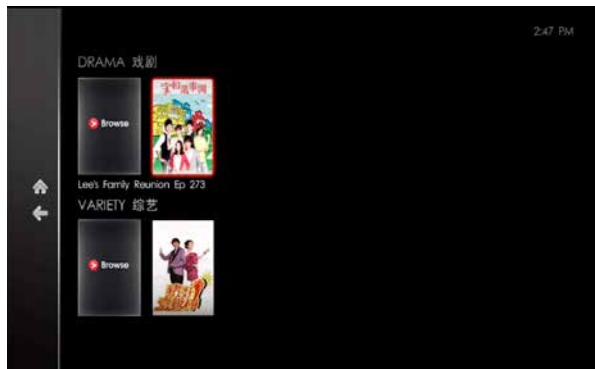 2:47 PM
DRAMA 戏剧
Browse
Lee's Family Reunion Ep 273
VARIETY 综艺
Browse